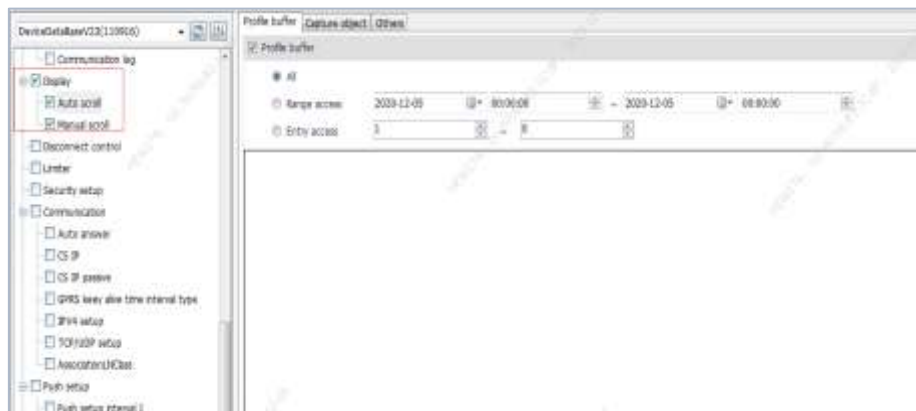 DeviceDataBaseV23(110916)
Communication log
Display
Auto scroll
Manual scroll
Disconnect control
Limiter
Security setup
Communication
Auto answer
CS IP
CS IP passive
GPRS keey alive time interval type
IPV4 setup
TCP/UDP setup
AssociationLNClass
Push setup
Push setup interval 1
Profile buffer Capture object Others
Profile buffer
All
Range access 2020-12-05 00:00:00 - 2020-12-05 00:00:00
Entry access 1 - 0